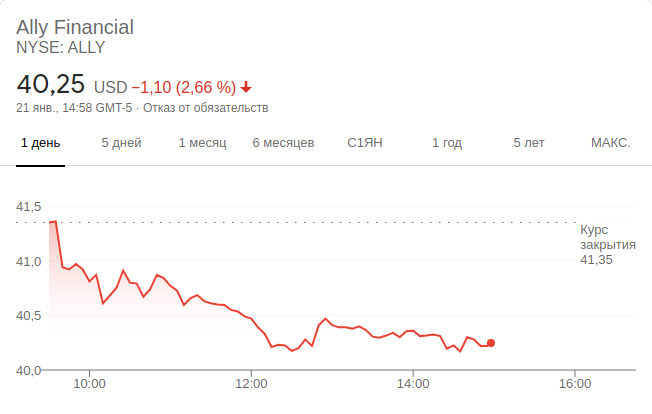 Ally Financial
NYSE: ALLY
40,25 USD −1,10 (2,66 %)
21 янв., 14:58 GMT-5 · Отказ от обязательств
1 день 5 дней 1 месяц 6 месяцев С1ЯН 1 год 5 лет МАКС.
41,5
Курс
закрытия
41,0
41,35
40,5
40,0
10:00 12:00 14:00 16:00